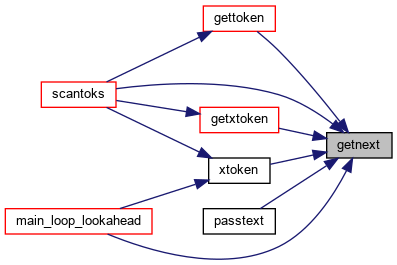 gettoken
scantoks
getxtoken
getnext
xtoken
main_loop_lookahead
passtext